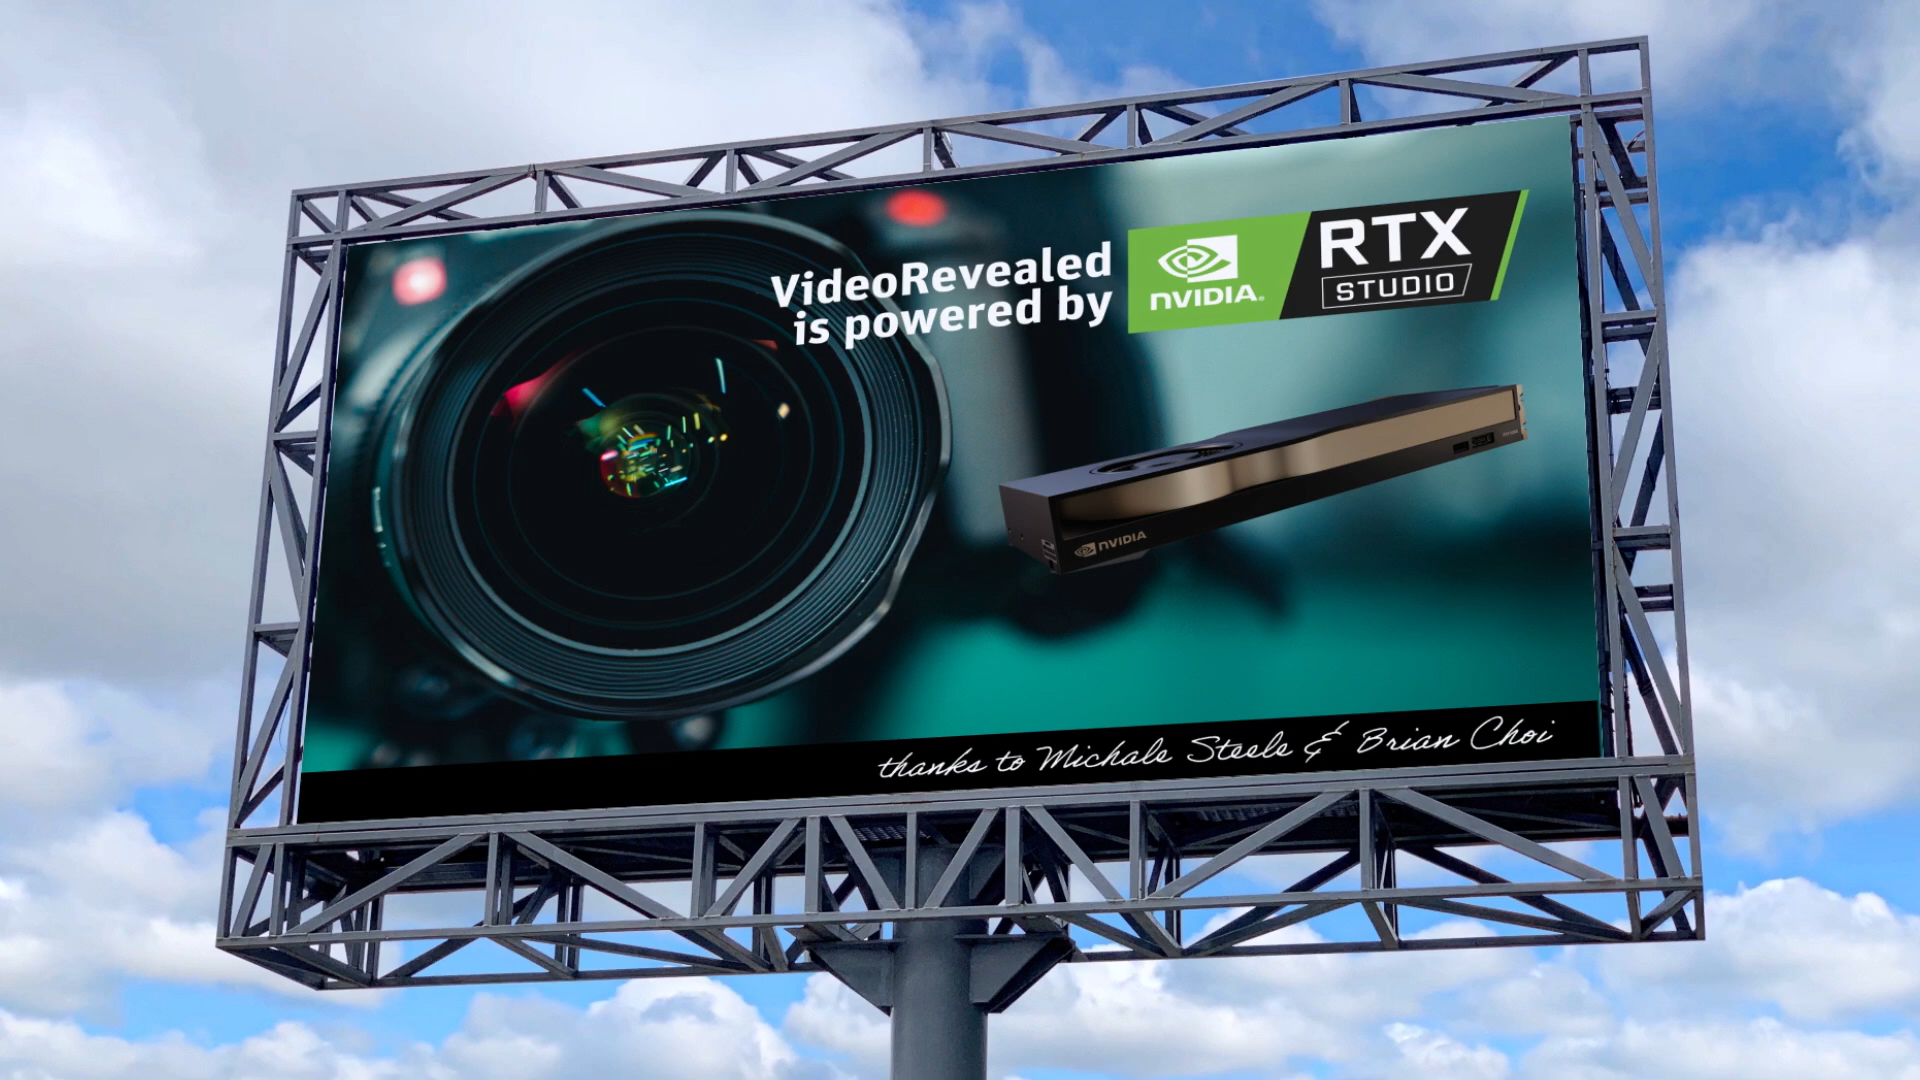 VideoRevealed
is powered by
NVIDIA.
RTX
STUDIO
NVIDIA
thanks to Michale Steele & Brian Choi